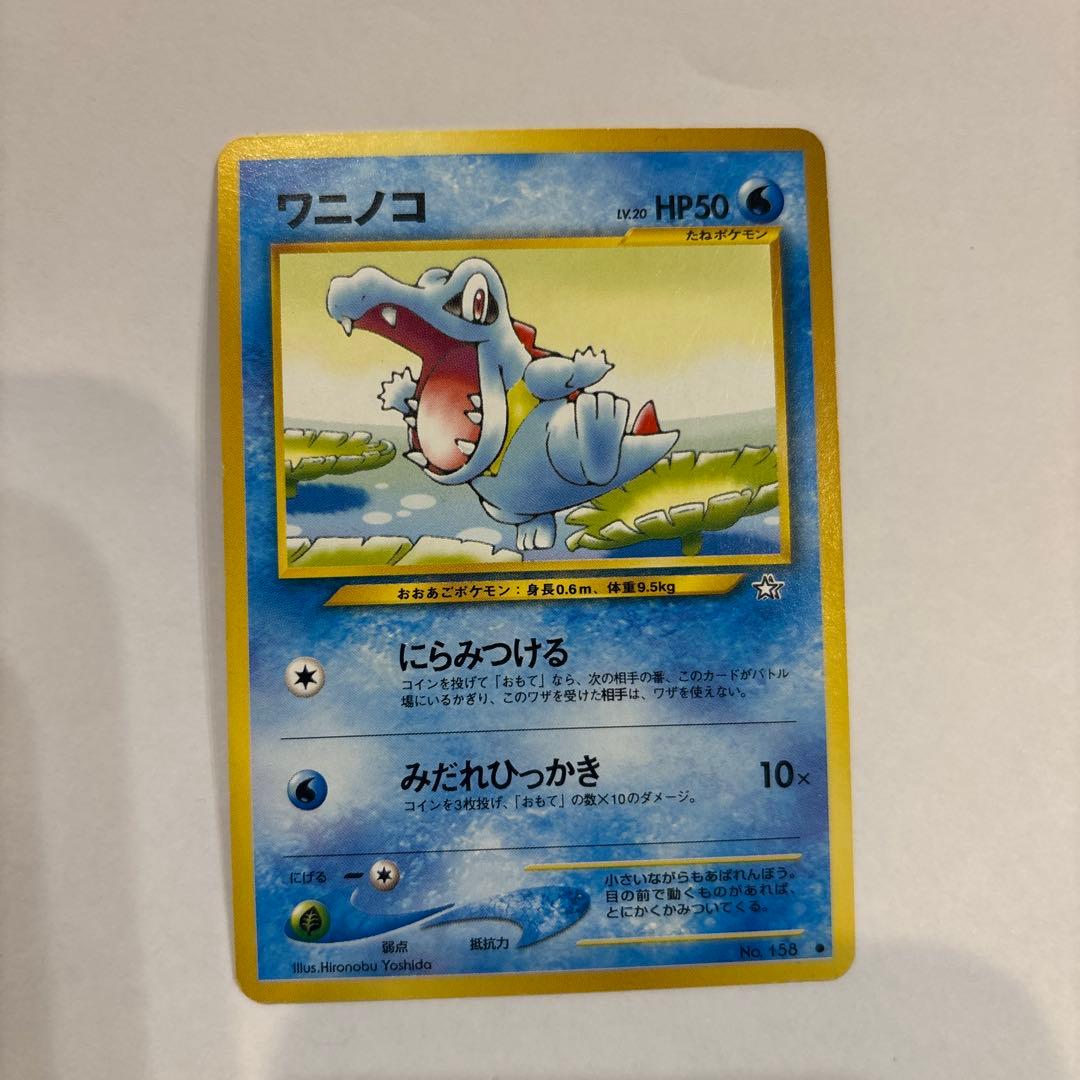 ワニノコ
LV.20 HP50
たねポケモン
おおあごポケモン：身長0.6m、体重9.5kg
にらみつける
コインを投げて「おもて」なら、次の相手の番、このカードがバトル
場にいるかぎり、このワザを受けた相手は、ワザを使えない。
みだれひっかき 10×
コインを3枚投げ、「おもて」の数×10のダメージ。
にげる
弱点 抵抗力
小さいながらもあばれんぼう。
目の前で動くものがあれば、
とにかくかみついてくる。
Illus.Hironobu Yoshida
No. 158